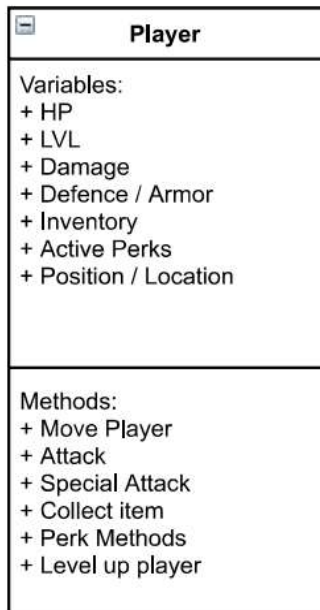 Player
Variables:
+ HP
+ LVL
+ Damage
+ Defence / Armor
+ Inventory
+ Active Perks
+ Position / Location
Methods:
+ Move Player
+ Attack
+ Special Attack
+ Collect item
+ Perk Methods
+ Level up player